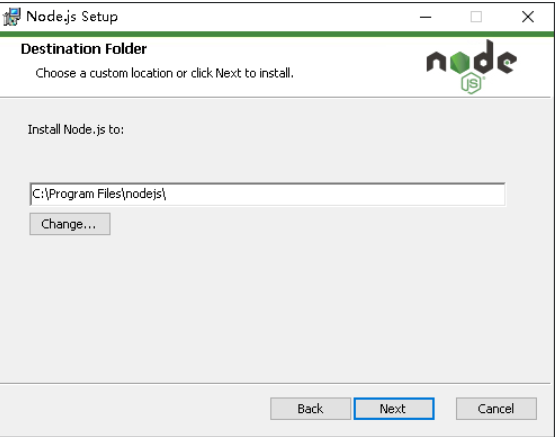 Node.js Setup
Destination Folder
Choose a custom location or click Next to install.
node
JS
Install Node.js to:
C:\Program Files\nodejs\
Change...
Back Next Cancel